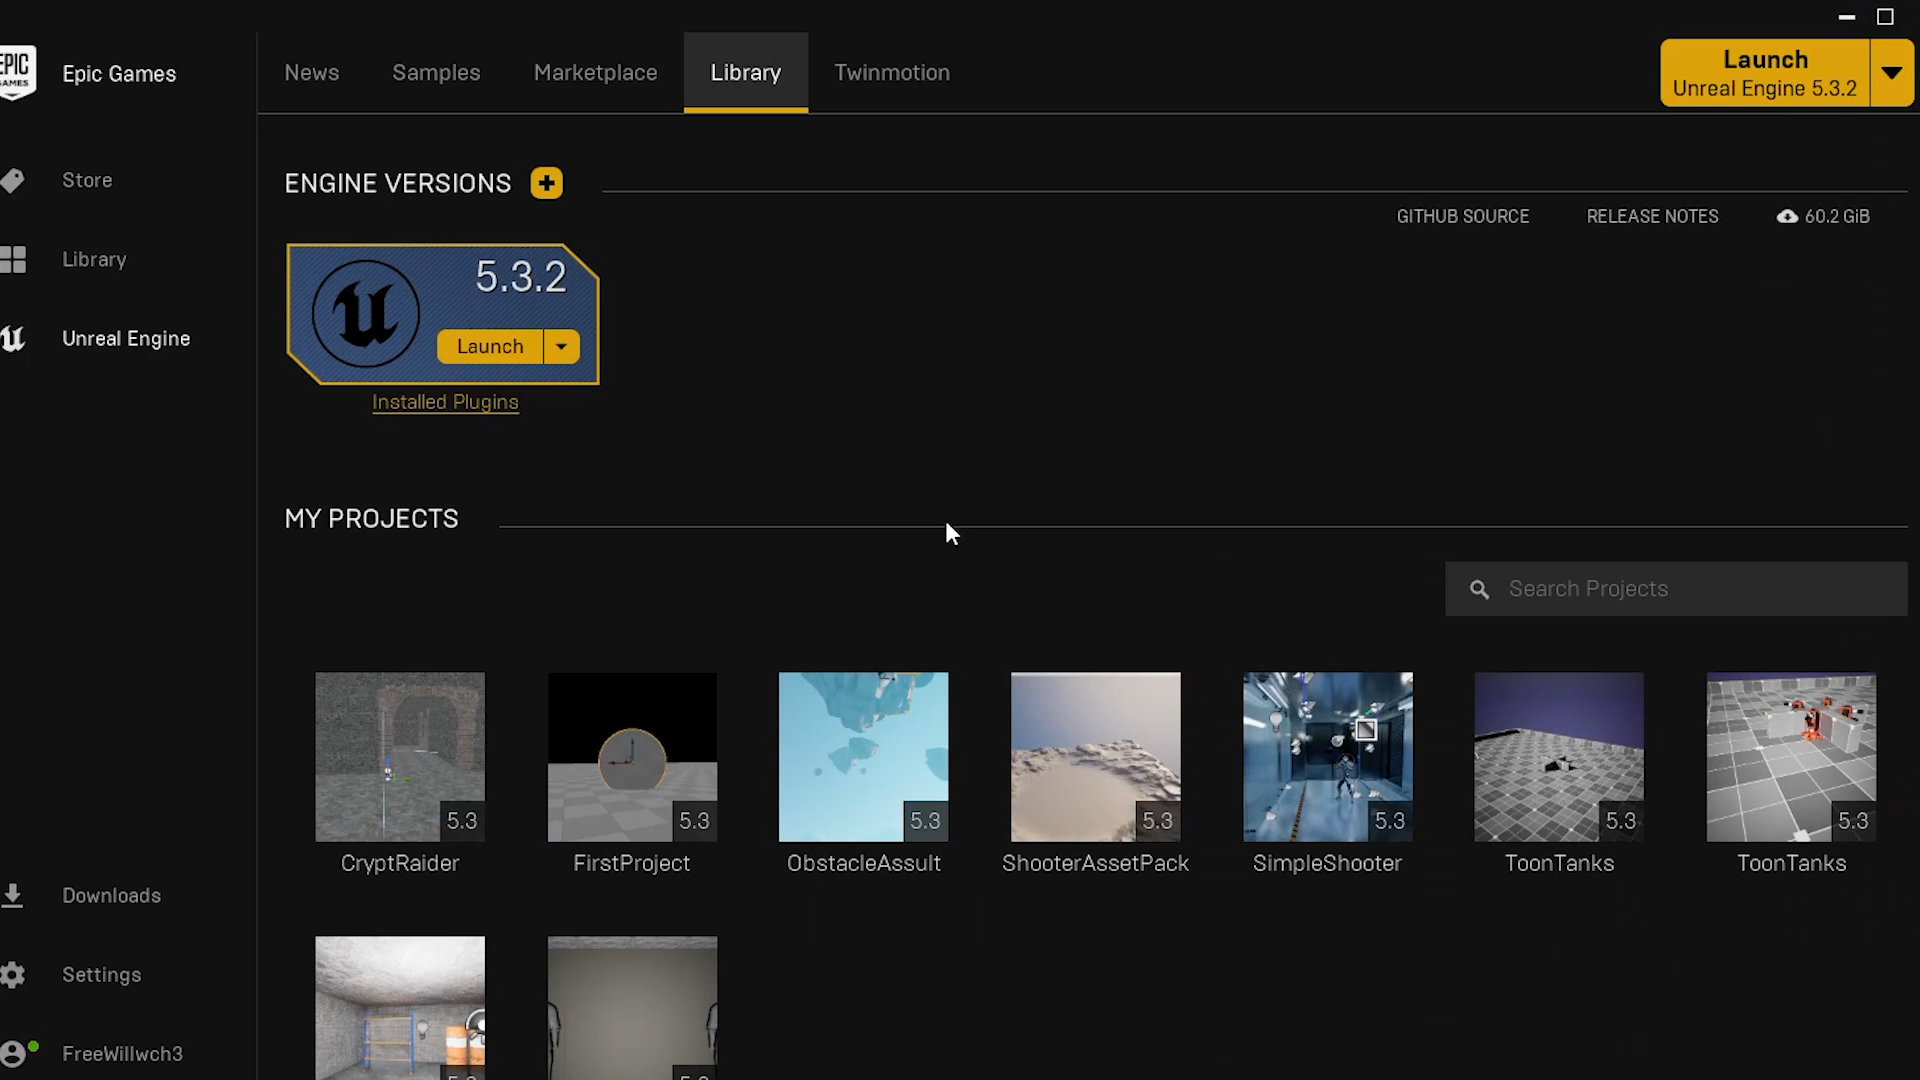 EPIC
GAMES
Epic Games
News
Samples
Marketplace
Library
Twinmotion
Launch
Unreal Engine 5.3.2
Store
Library
Unreal Engine
ENGINE VERSIONS
GITHUB SOURCE
RELEASE NOTES
60.2 GiB
5.3.2
Launch
Installed Plugins
MY PROJECTS
Search Projects
5.3
5.3
5.3
5.3
5.3
5.3
5.3
CryptRaider
FirstProject
ObstacleAssult
ShooterAssetPack
SimpleShooter
ToonTanks
ToonTanks
Downloads
Settings
FreeWillwch3